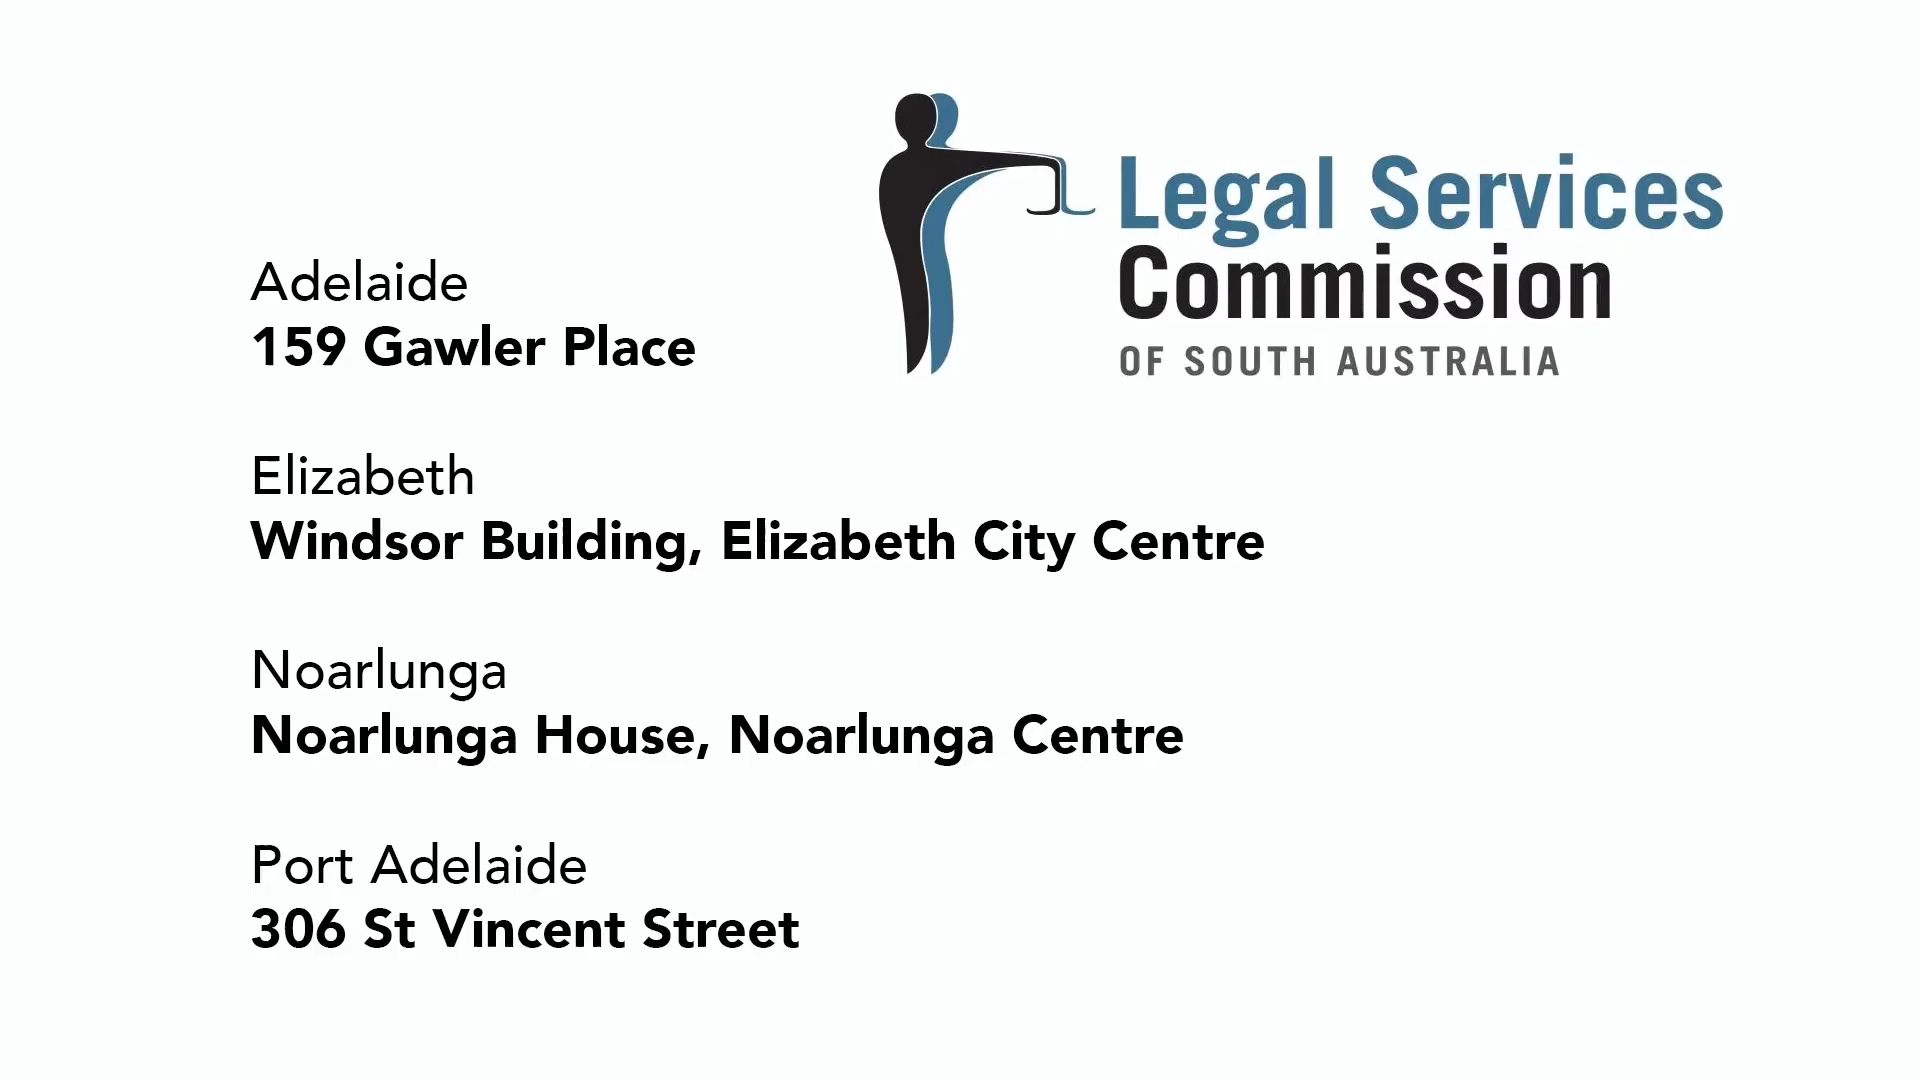 Legal Services
Commission
OF SOUTH AUSTRALIA
Adelaide
159 Gawler Place
Elizabeth
Windsor Building, Elizabeth City Centre
Noarlunga
Noarlunga House, Noarlunga Centre
Port Adelaide
306 St Vincent Street